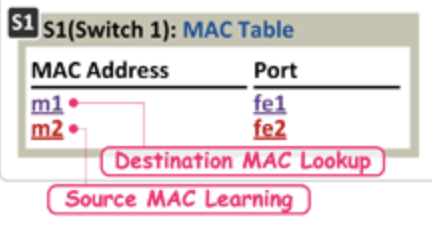 S1 S1(Switch 1): MAC Table
MAC Address Port
m1 fe1
m2 fe2
Destination MAC Lookup
Source MAC Learning